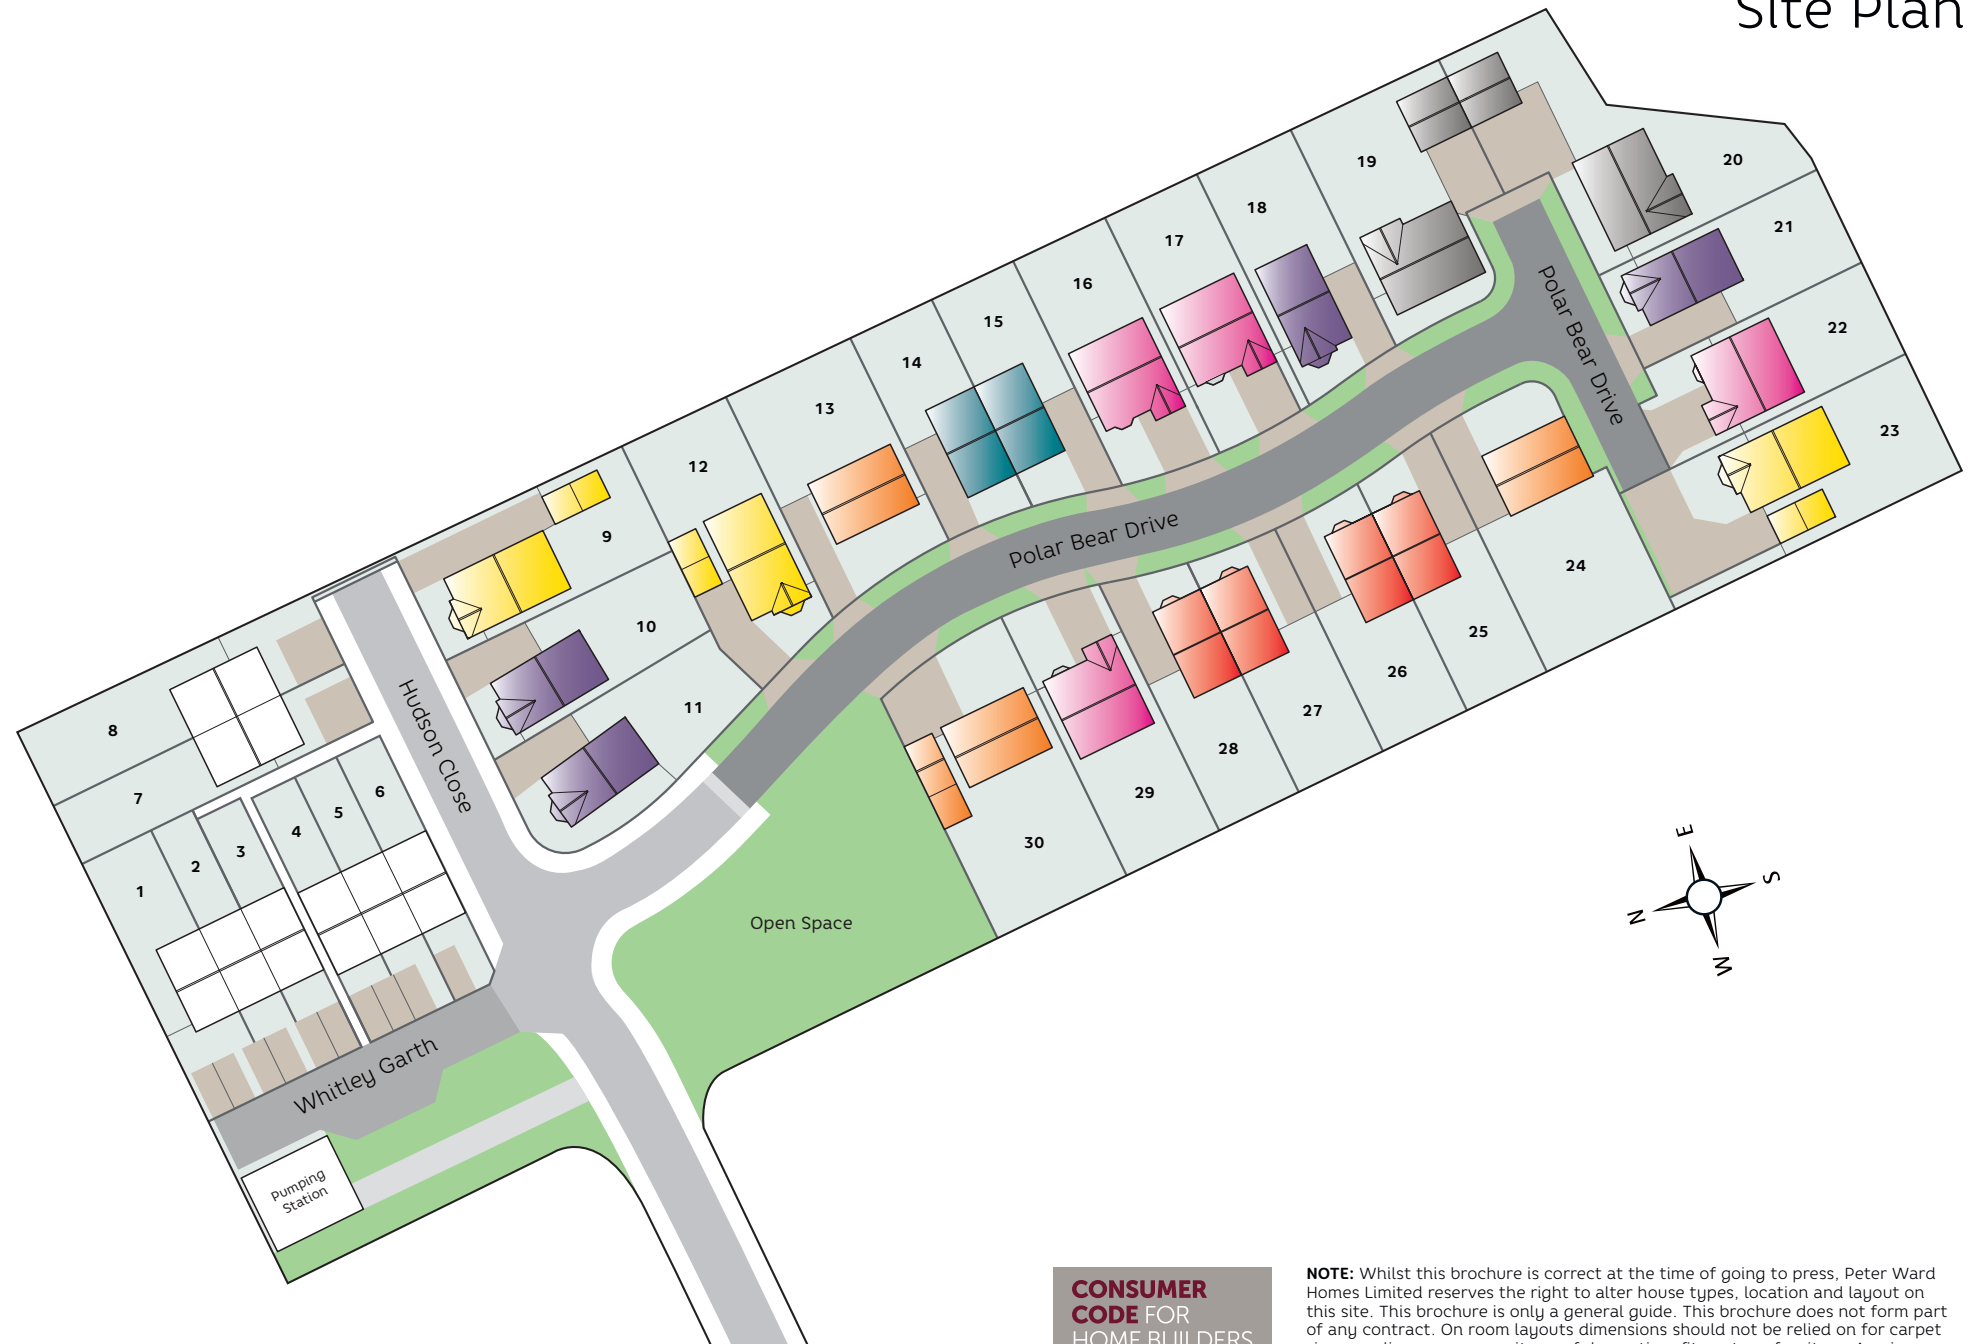 Site Plan
19
20
18
21
17
16
22
15
14
23
13
12
Polar Bear Drive
9
Polar Bear Drive
24
10
25
11
26
8
27
7
Hudson Close
28
6
5
29
4
3
30
2
1
Open Space
Whitley Garth
Pumping
Station
E
S
N
W
CONSUMER
CODE FOR
HOME BUILDERS
NOTE: Whilst this brochure is correct at the time of going to press, Peter Ward
Homes Limited reserves the right to alter house types, location and layout on
this site. This brochure is only a general guide. This brochure does not form part
of any contract. On room layouts dimensions should not be relied on for carpet